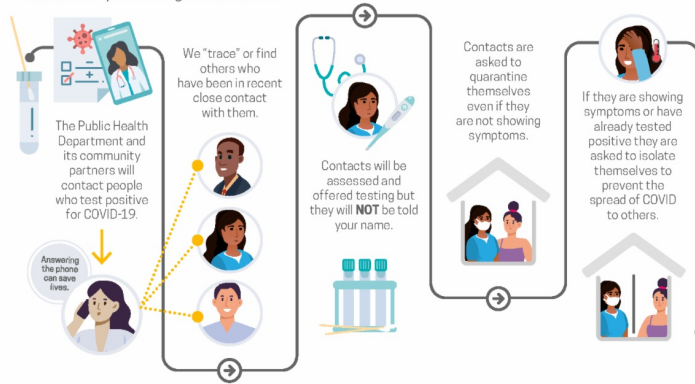 The Public Health
Department and
its community
partners will
contact people
who test positive
for COVID-19.
Answering
the phone
can save
lives.
We "trace" or find
others who
have been in recent
close contact
with them.
Contacts will be
assessed and
offered testing but
they will NOT be told
your name.
Contacts are
asked to
quarantine
themselves
even if they
are not showing
symptoms.
If they are showing
symptoms or have
already tested
positive they are
asked to isolate
themselves to
prevent the
spread of COVID
to others.